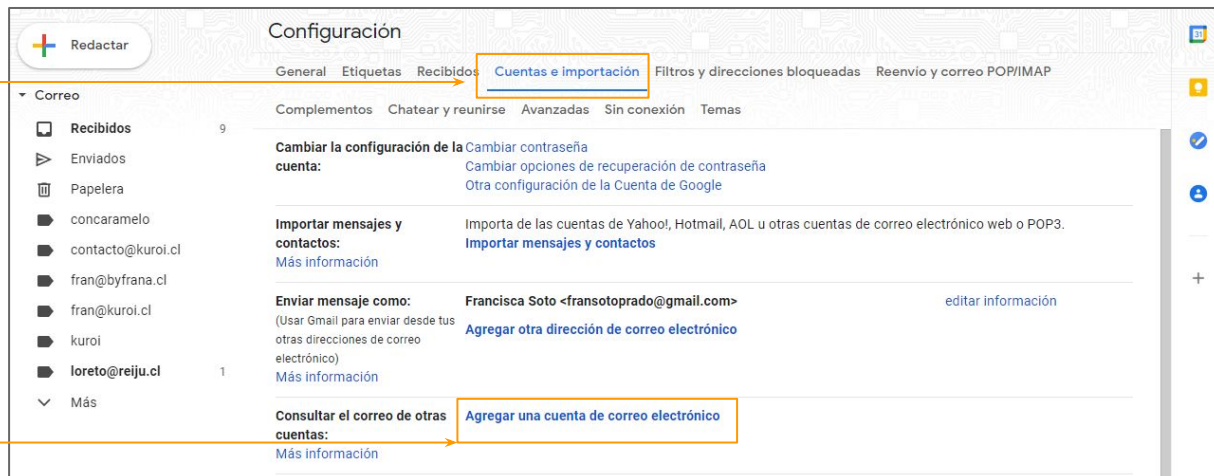 Redactar
Correo
Recibidos 9
Enviados
Papelera
concaramelo
contacto@kuroi.cl
fran@byfrana.cl
fran@kuroi.cl
kuroi
loreto@reiju.cl 1
Más
Configuración
General Etiquetas Recibidos Cuentas e importación Filtros y direcciones bloqueadas Reenvío y correo POP/IMAP
Complementos Chatear y reunirse Avanzadas Sin conexión Temas
Cambiar la configuración de la
cuenta:
Cambiar contraseña
Cambiar opciones de recuperación de contraseña
Otra configuración de la Cuenta de Google
Importar mensajes y
contactos:
Más información
Importa de las cuentas de Yahoo!, Hotmail, AOL u otras cuentas de correo electrónico web o POP3.
Importar mensajes y contactos
Enviar mensaje como:
(Usar Gmail para enviar desde tus
otras direcciones de correo
electrónico)
Más información
Francisca Soto <fransotoprado@gmail.com>
editar información
Agregar otra dirección de correo electrónico
Consultar el correo de otras
cuentas:
Más información
Agregar una cuenta de correo electrónico
31